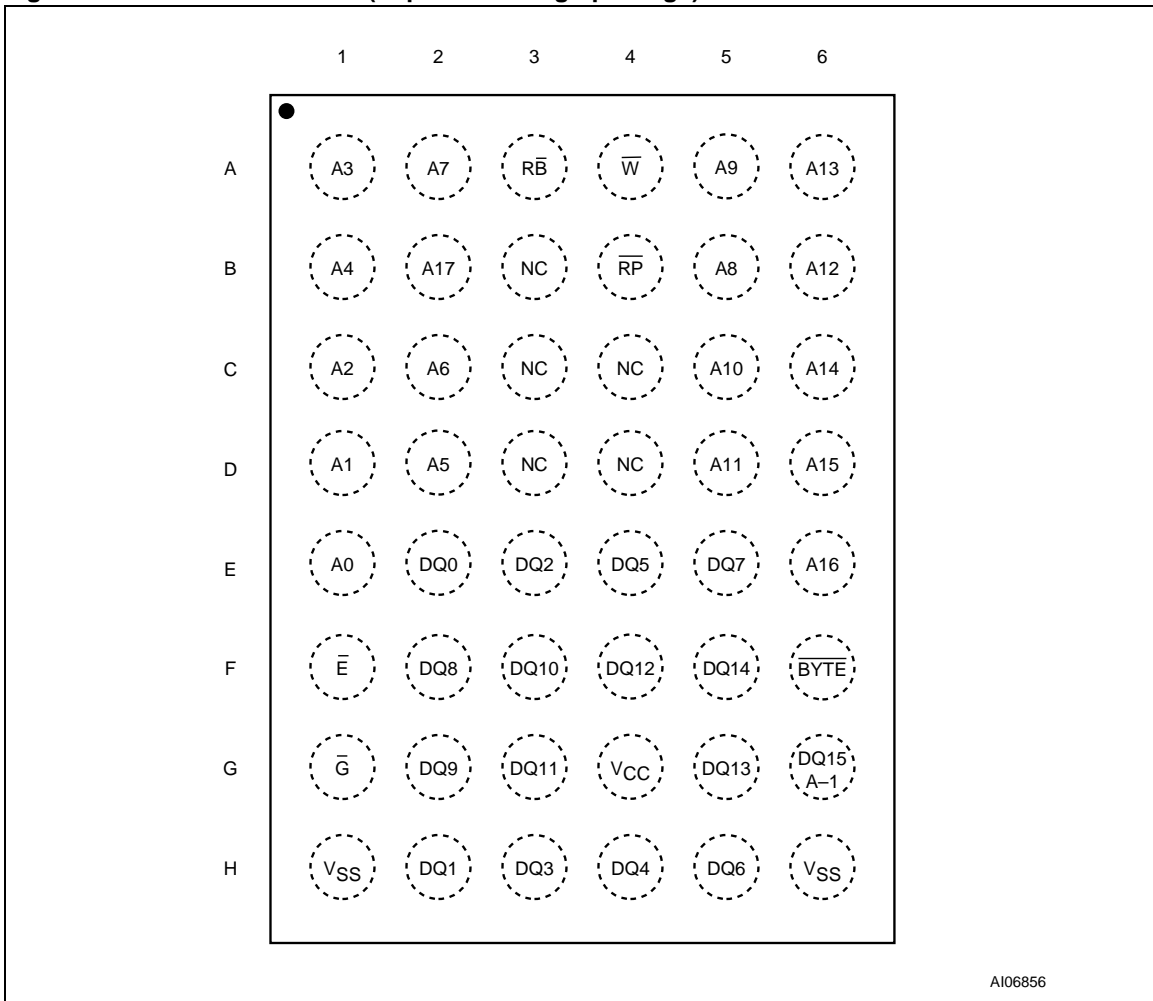 1 2 3 4 5 6
A A3 A7 RB̅ W̅ A9 A13
B A4 A17 NC R̅P̅ A8 A12
C A2 A6 NC NC A10 A14
D A1 A5 NC NC A11 A15
E A0 DQ0 DQ2 DQ5 DQ7 A16
F E̅ DQ8 DQ10 DQ12 DQ14 B̅Y̅T̅E̅
G G̅ DQ9 DQ11 VCC DQ13 DQ15 A–1
H VSS DQ1 DQ3 DQ4 DQ6 VSS
AI06856